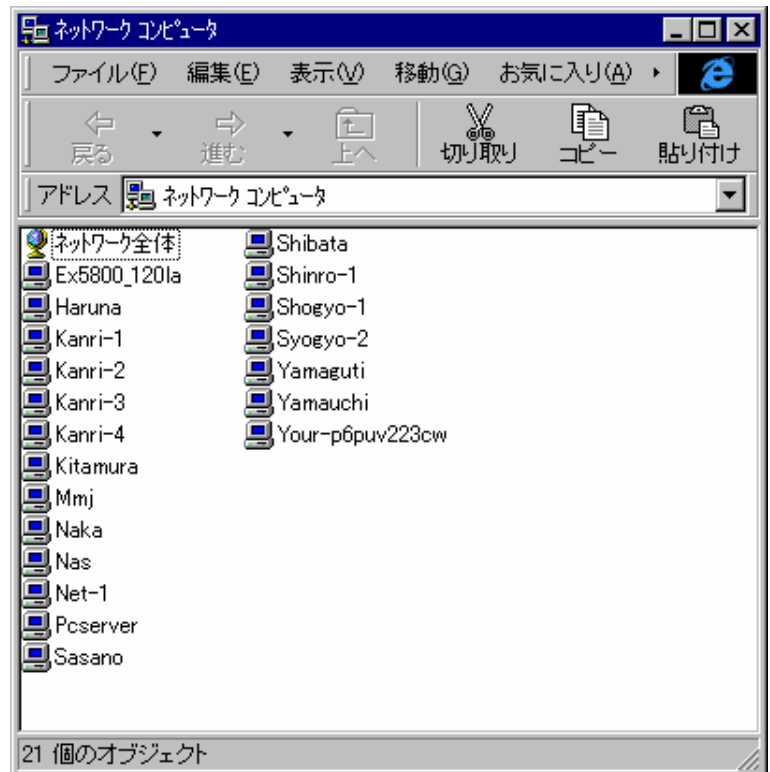 ネットワーク コンピュータ
ファイル(F) 編集(E) 表示(V) 移動(G) お気に入り(A)
戻る 進む 上へ 切り取り コピー 貼り付け
アドレス ネットワーク コンピュータ
ネットワーク全体
Ex5800_120la
Haruna
Kanri-1
Kanri-2
Kanri-3
Kanri-4
Kitamura
Mmj
Naka
Nas
Net-1
Pcserver
Sasano
Shibata
Shinro-1
Shogyo-1
Syogyo-2
Yamaguti
Yamauchi
Your-p6puv223cw
21 個のオブジェクト